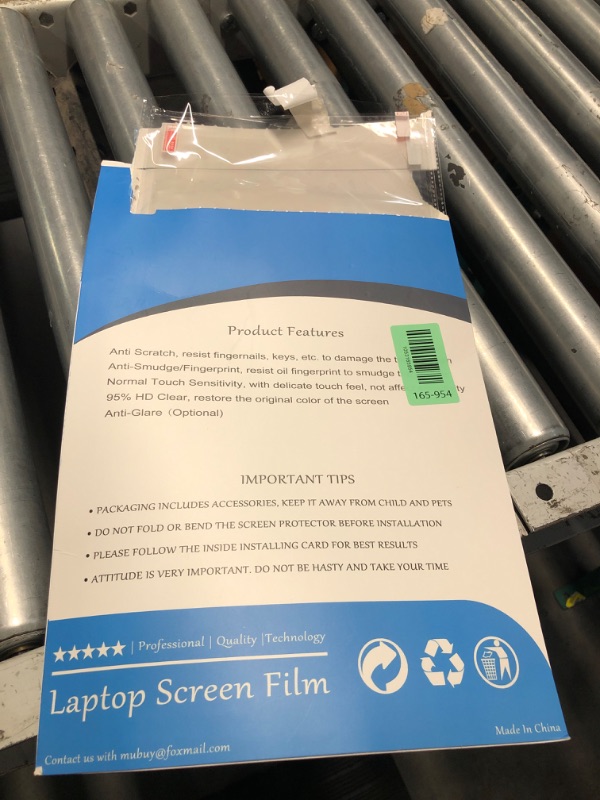 Product Features
Anti Scratch, resist fingernails, keys, etc. to damage the
Anti-Smudge/Fingerprint, resist oil fingerprint to smudge
Normal Touch Sensitivity, with delicate touch feel, not
95% HD Clear, restore the original color of the screen
Anti-Glare (Optional)
165-954
IMPORTANT TIPS
• PACKAGING INCLUDES ACCESSORIES, KEEP IT AWAY FROM CHILD AND PETS
• DO NOT FOLD OR BEND THE SCREEN PROTECTOR BEFORE INSTALLATION
• PLEASE FOLLOW THE INSIDE INSTALLING CARD FOR BEST RESULTS
• ATTITUDE IS VERY IMPORTANT. DO NOT BE HASTY AND TAKE YOUR TIME
| Professional | Quality |Technology
Laptop Screen Film
Contact us with mubuy@foxmail.com
Made In China